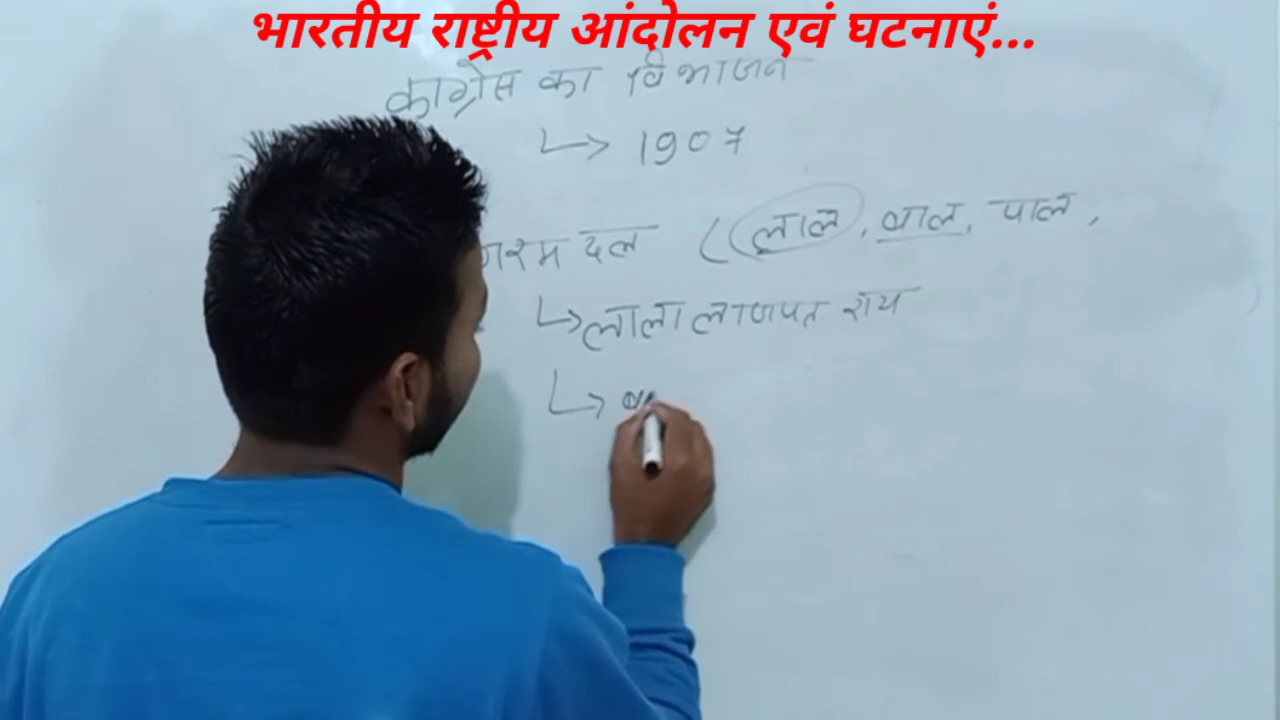 भारतीय राष्ट्रीय आंदोलन एवं घटनाएं...
कांग्रेस का विभाजन
↳ 1907
गरम दल ( लाल, बाल, पाल,
↳ लाला लाजपत राय
↳ ब